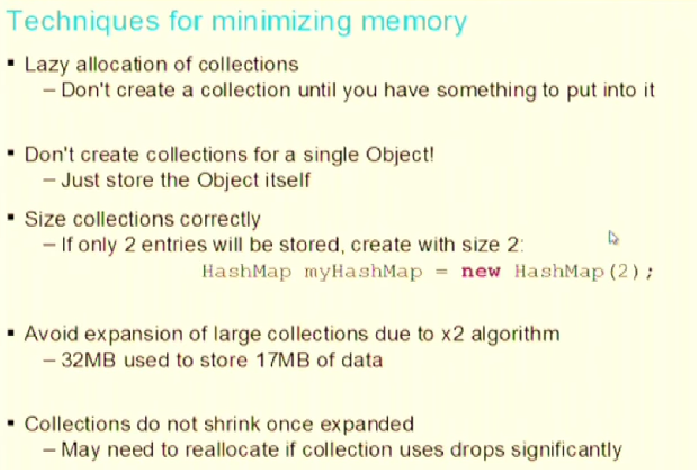 Techniques for minimizing memory
▪ Lazy allocation of collections
– Don't create a collection until you have something to put into it
▪ Don't create collections for a single Object!
– Just store the Object itself
▪ Size collections correctly
– If only 2 entries will be stored, create with size 2:
HashMap myHashMap = new HashMap(2);
▪ Avoid expansion of large collections due to x2 algorithm
– 32MB used to store 17MB of data
▪ Collections do not shrink once expanded
– May need to reallocate if collection uses drops significantly